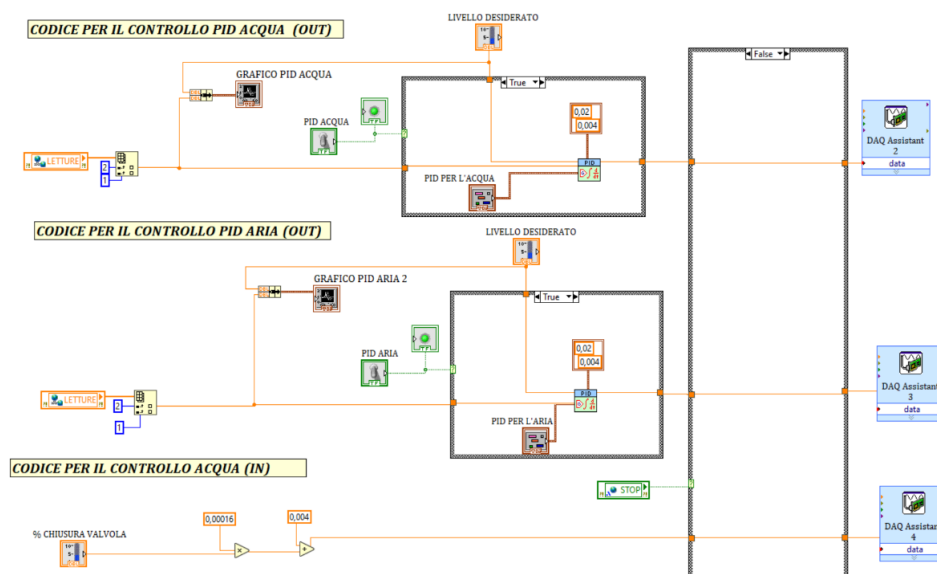 CODICE PER IL CONTROLLO PID ACQUA (OUT)
LIVELLO DESIDERATO
GRAFICO PID ACQUA
True
False
PID ACQUA
0,02
0,004
LETTURE
2
1
PID
PID PER L'ACQUA
DAQ Assistant
2
data
CODICE PER IL CONTROLLO PID ARIA (OUT)
LIVELLO DESIDERATO
GRAFICO PID ARIA 2
True
PID ARIA
0,02
0,004
LETTURE
2
1
PID
PID PER L'ARIA
DAQ Assistant
3
data
CODICE PER IL CONTROLLO ACQUA (IN)
STOP
0,00016
0,004
% CHIUSURA VALVOLA
DAQ Assistant
4
data